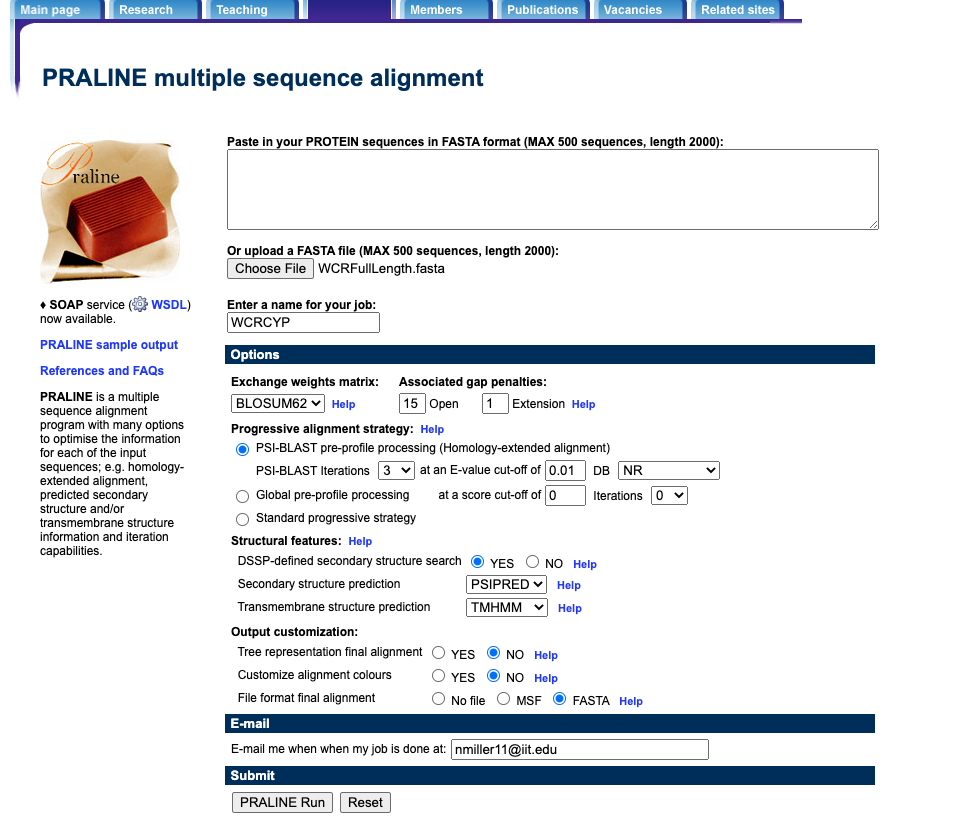 Main page Research Teaching Members Publications Vacancies Related sites
PRALINE multiple sequence alignment
Praline
♦ SOAP service ( WSDL)
now available.
PRALINE sample output
References and FAQs
PRALINE is a multiple
sequence alignment
program with many options
to optimise the information
for each of the input
sequences; e.g. homology-
extended alignment,
predicted secondary
structure and/or
transmembrane structure
information and iteration
capabilities.
Paste in your PROTEIN sequences in FASTA format (MAX 500 sequences, length 2000):
Or upload a FASTA file (MAX 500 sequences, length 2000):
Choose File WCRFullLength.fasta
Enter a name for your job:
WCRCYP
Options
Exchange weights matrix: Associated gap penalties:
BLOSUM62 Help 15 Open 1 Extension Help
Progressive alignment strategy: Help
PSI-BLAST pre-profile processing (Homology-extended alignment)
PSI-BLAST Iterations 3 at an E-value cut-off of 0.01 DB NR
Global pre-profile processing at a score cut-off of 0 Iterations 0
Standard progressive strategy
Structural features: Help
DSSP-defined secondary structure search YES NO Help
Secondary structure prediction PSIPRED Help
Transmembrane structure prediction TMHMM Help
Output customization:
Tree representation final alignment YES NO Help
Customize alignment colours YES NO Help
File format final alignment No file MSF FASTA Help
E-mail
E-mail me when when my job is done at: nmiller11@iit.edu
Submit
PRALINE Run Reset